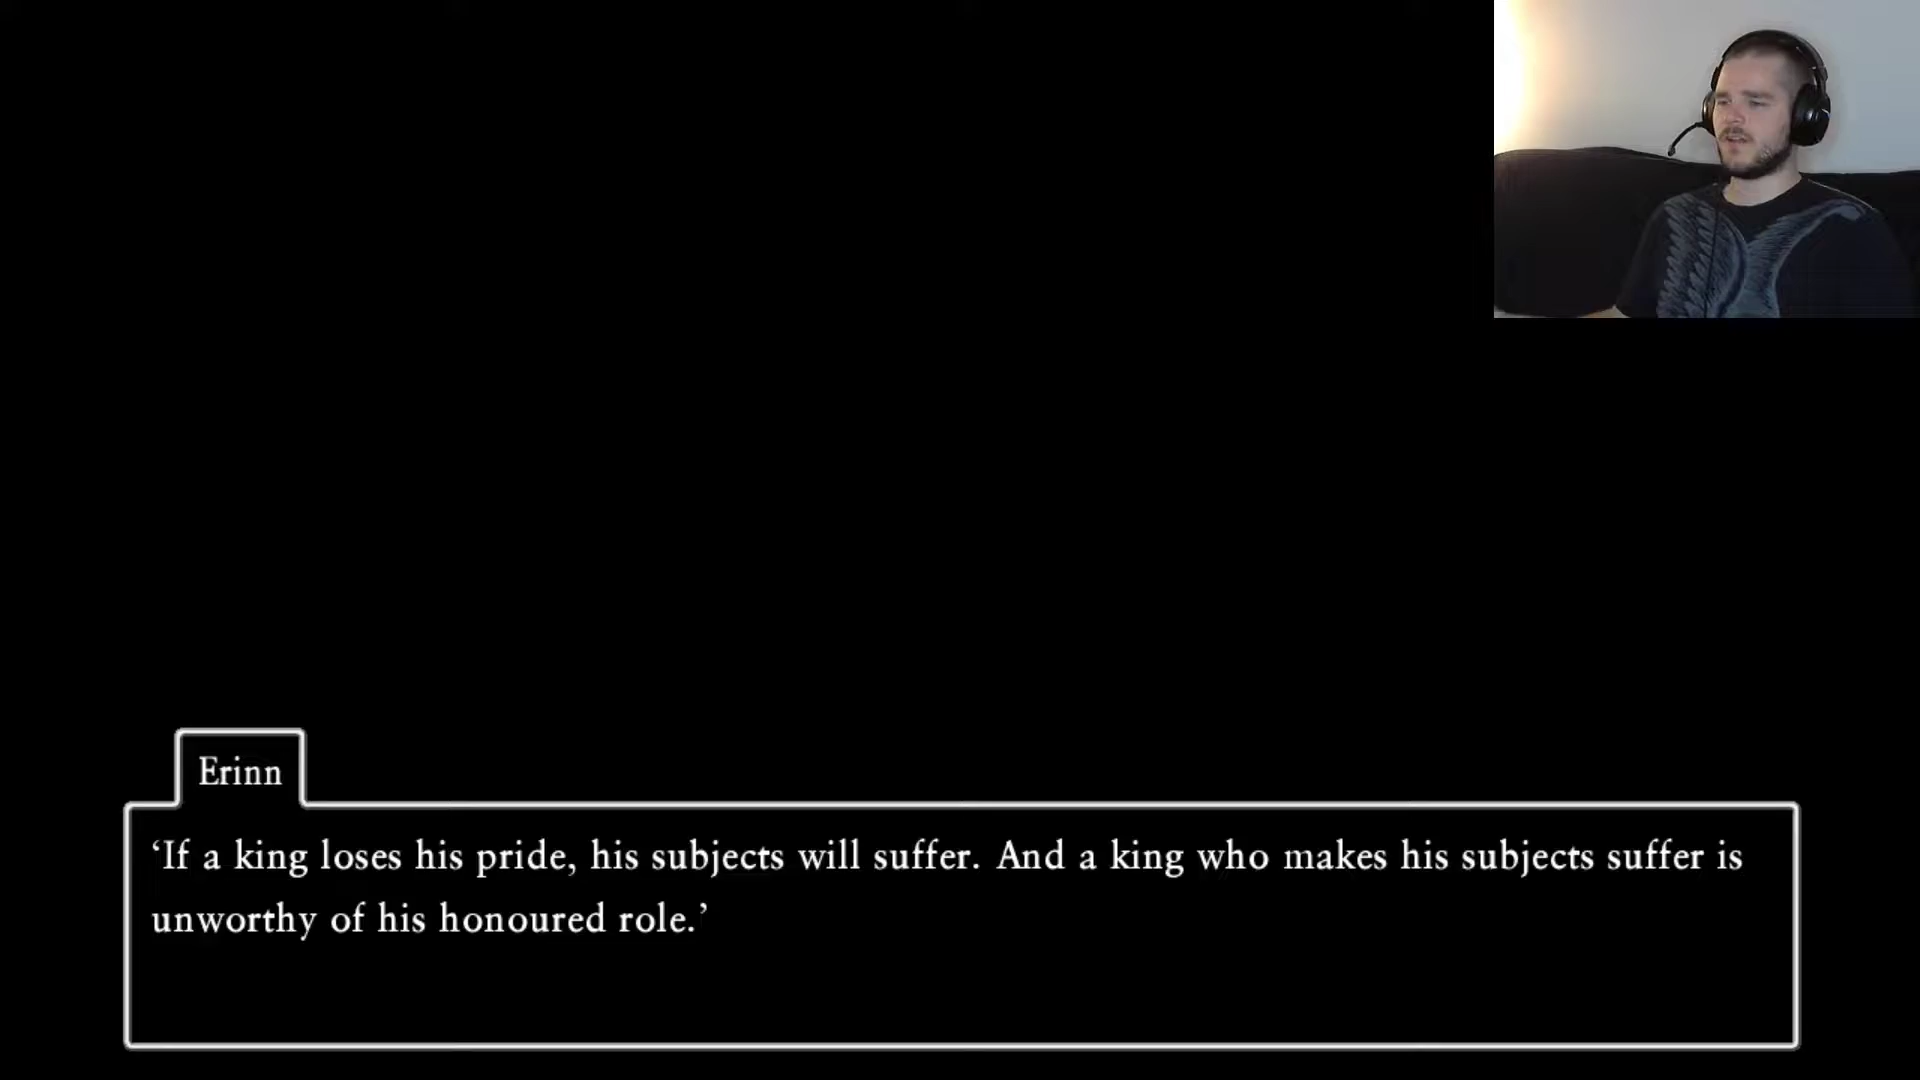 Erinn
‘If a king loses his pride, his subjects will suffer. And a king who makes his subjects suffer is
unworthy of his honoured role.’